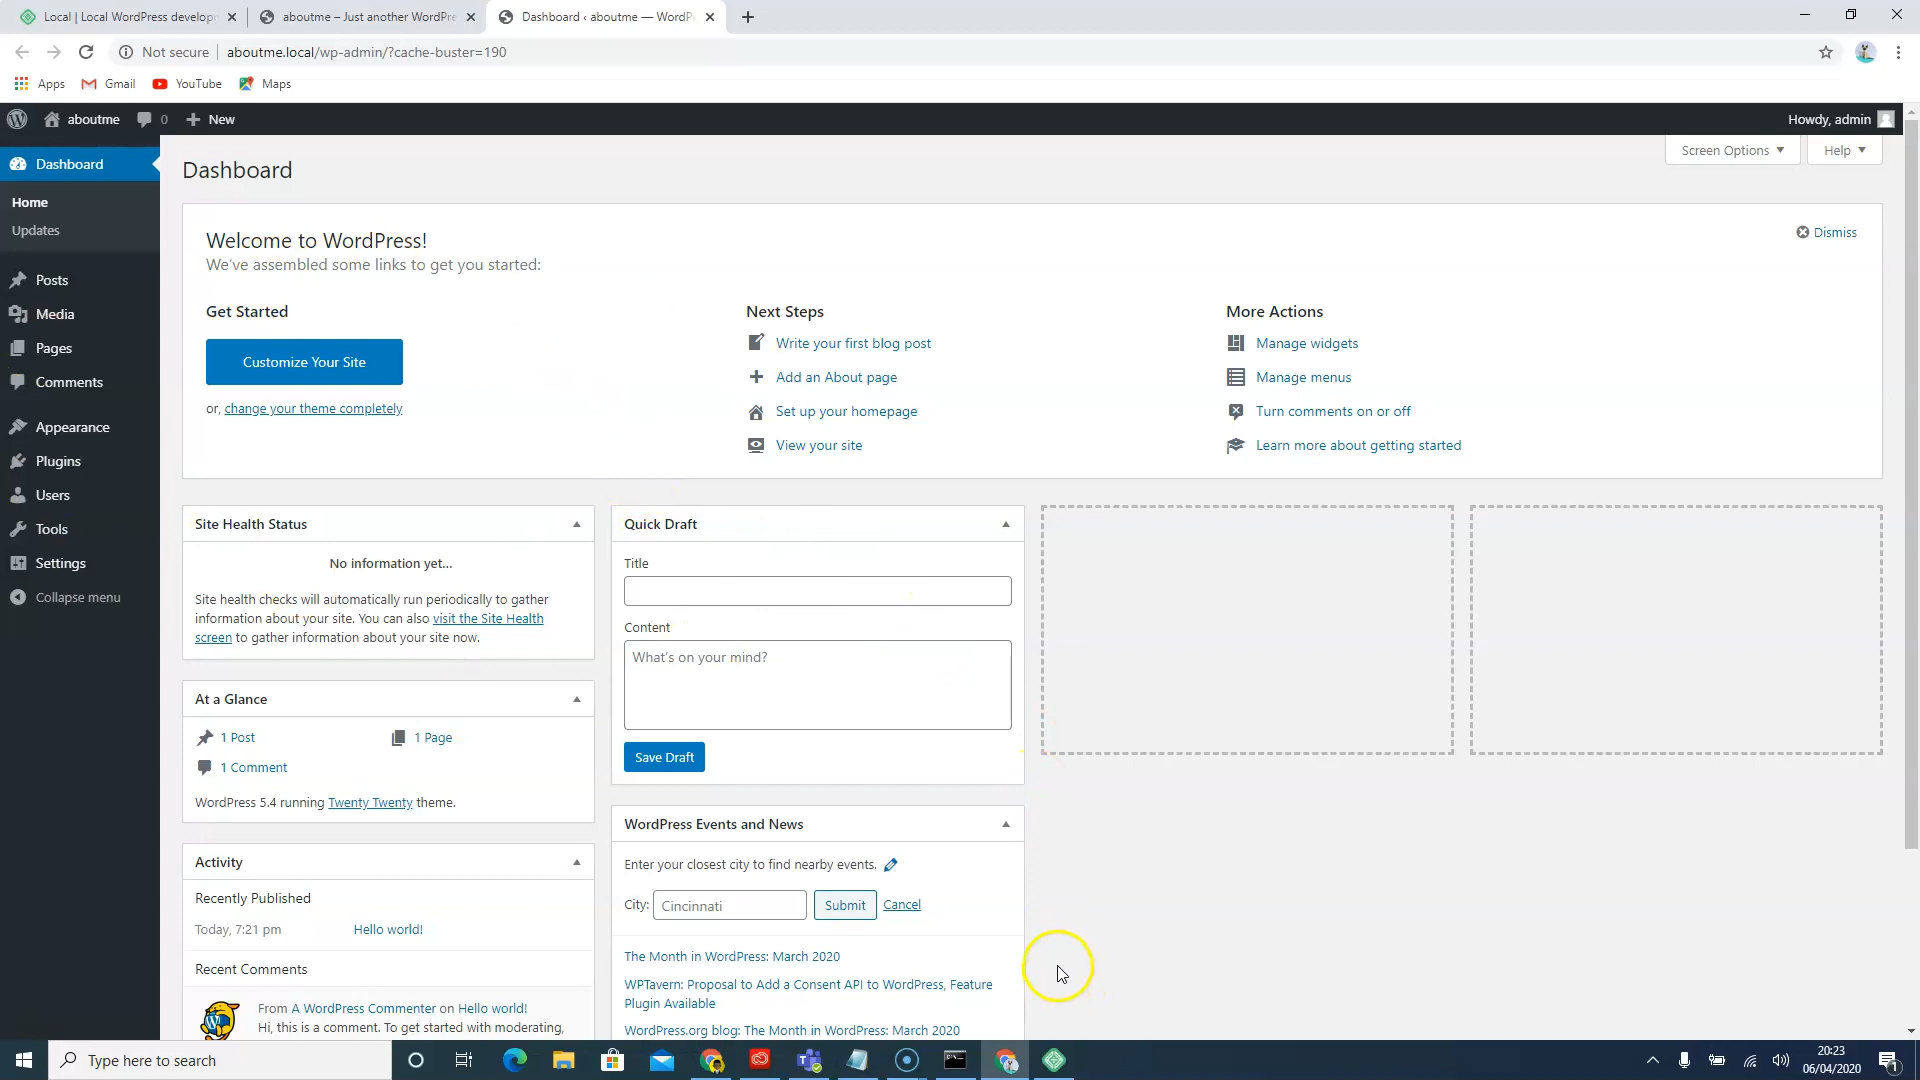 Local | Local WordPress develop
aboutme – Just another WordPre
Dashboard ‹ aboutme — WordP
Not secure
aboutme.local/wp-admin/?cache-buster=190
Apps
Gmail
YouTube
Maps
aboutme
0
New
Howdy, admin
Dashboard
Home
Updates
Posts
Media
Pages
Comments
Appearance
Plugins
Users
Tools
Settings
Collapse menu
Dashboard
Screen Options
Help
Welcome to WordPress!
We've assembled some links to get you started:
Dismiss
Get Started
Customize Your Site
or, change your theme completely
Next Steps
Write your first blog post
Add an About page
Set up your homepage
View your site
More Actions
Manage widgets
Manage menus
Turn comments on or off
Learn more about getting started
Site Health Status
No information yet...
Site health checks will automatically run periodically to gather
information about your site. You can also visit the Site Health
screen to gather information about your site now.
At a Glance
1 Post
1 Page
1 Comment
WordPress 5.4 running Twenty Twenty theme.
Activity
Recently Published
Today, 7:21 pm
Hello world!
Recent Comments
From A WordPress Commenter on Hello world!
Hi, this is a comment. To get started with moderating,
Quick Draft
Title
Content
What's on your mind?
Save Draft
WordPress Events and News
Enter your closest city to find nearby events.
City:
Cincinnati
Submit
Cancel
The Month in WordPress: March 2020
WPTavern: Proposal to Add a Consent API to WordPress, Feature
Plugin Available
WordPress.org blog: The Month in WordPress: March 2020
Type here to search
20:23
06/04/2020
1